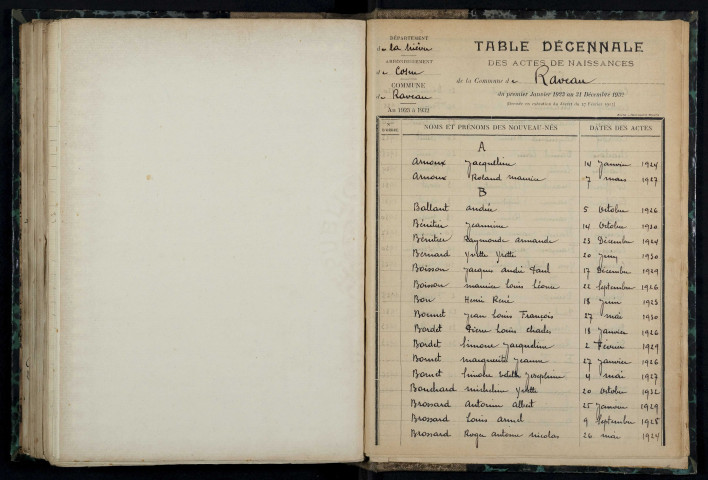 DÉPARTEMENT
de la Nièvre
ARRONDISSEMENT
de Cosne
COMMUNE
de Raveau
An 1923 à 1932
TABLE DÉCENNALE
DES ACTES DE NAISSANCES
de la Commune de Raveau
du premier Janvier 1923 au 31 Décembre 1932
NOMS ET PRÉNOMS DES NOUVEAU-NÉS DATES DES ACTES
A
Arnoux Jacqueline 14 Janvier 1924
Arnoux Roland Maurice 7 mars 1927
B
Ballant André 5 Octobre 1926
Bénitier Jeannine 14 Octobre 1930
Bénitier Raymonde Armande 23 Décembre 1924
Bernard Yvette Yvette 20 Juin 1930
Boisson Jacques André Paul 17 Décembre 1929
Boisson Maurice Louis Léonce 22 Septembre 1926
Bon Henri René 18 Juin 1923
Bonnet Jean Louis François 27 mai 1930
Bordet Pierre Louis Charles 18 Janvier 1926
Bordet Simone Jacqueline 2 Février 1929
Bornet Marguerite Jeanne 27 Janvier 1926
Bornet Simone Odette Joséphine 4 mai 1927
Bouchard Micheline Yvette 20 Octobre 1932
Brossard Antonin Albert 25 Janvier 1929
Brossard Louis Armel 9 Septembre 1928
Brossard Roger Antoine Nicolas 26 mai 1924